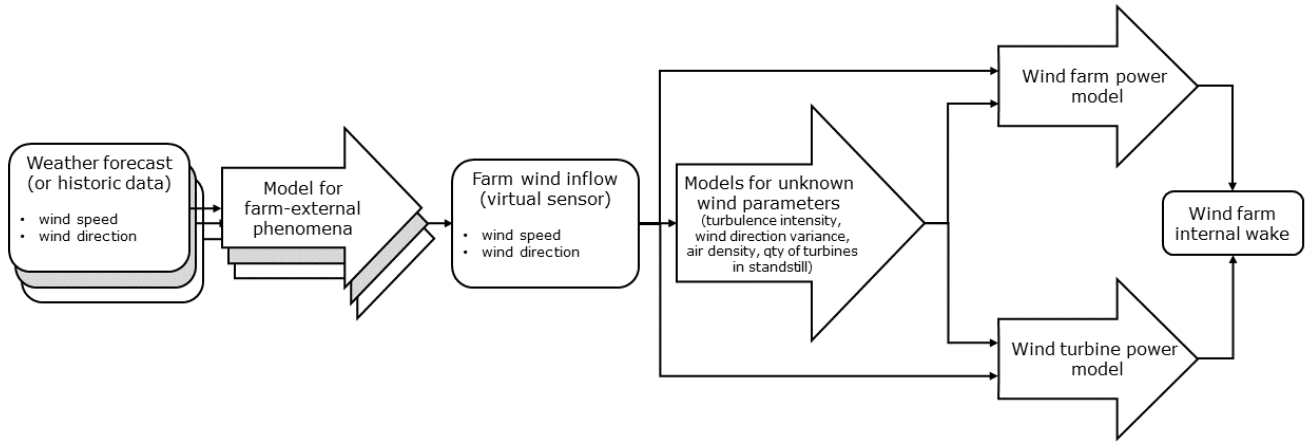 Weather forecast
(or historic data)
• wind speed
• wind direction
Model for
farm-external
phenomena
Farm wind inflow
(virtual sensor)
• wind speed
• wind direction
Models for unknown
wind parameters
(turbulence intensity,
wind direction variance,
air density, qty of turbines
in standstill)
Wind farm power
model
Wind turbine power
model
Wind farm
internal wake